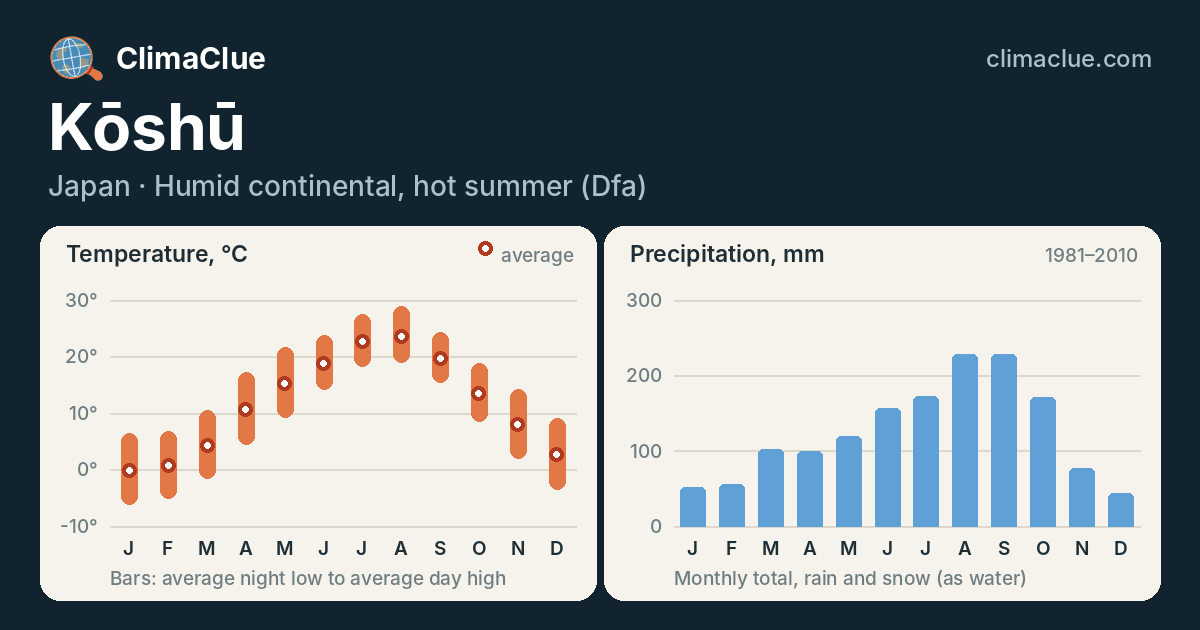 ClimaClue
climaclue.com
Kōshū
Japan · Humid continental, hot summer (Dfa)
Temperature, °C
average
30°
20°
10°
0°
-10°
J F M A M J J A S O N D
Bars: average night low to average day high
Precipitation, mm
1981–2010
300
200
100
0
J F M A M J J A S O N D
Monthly total, rain and snow (as water)